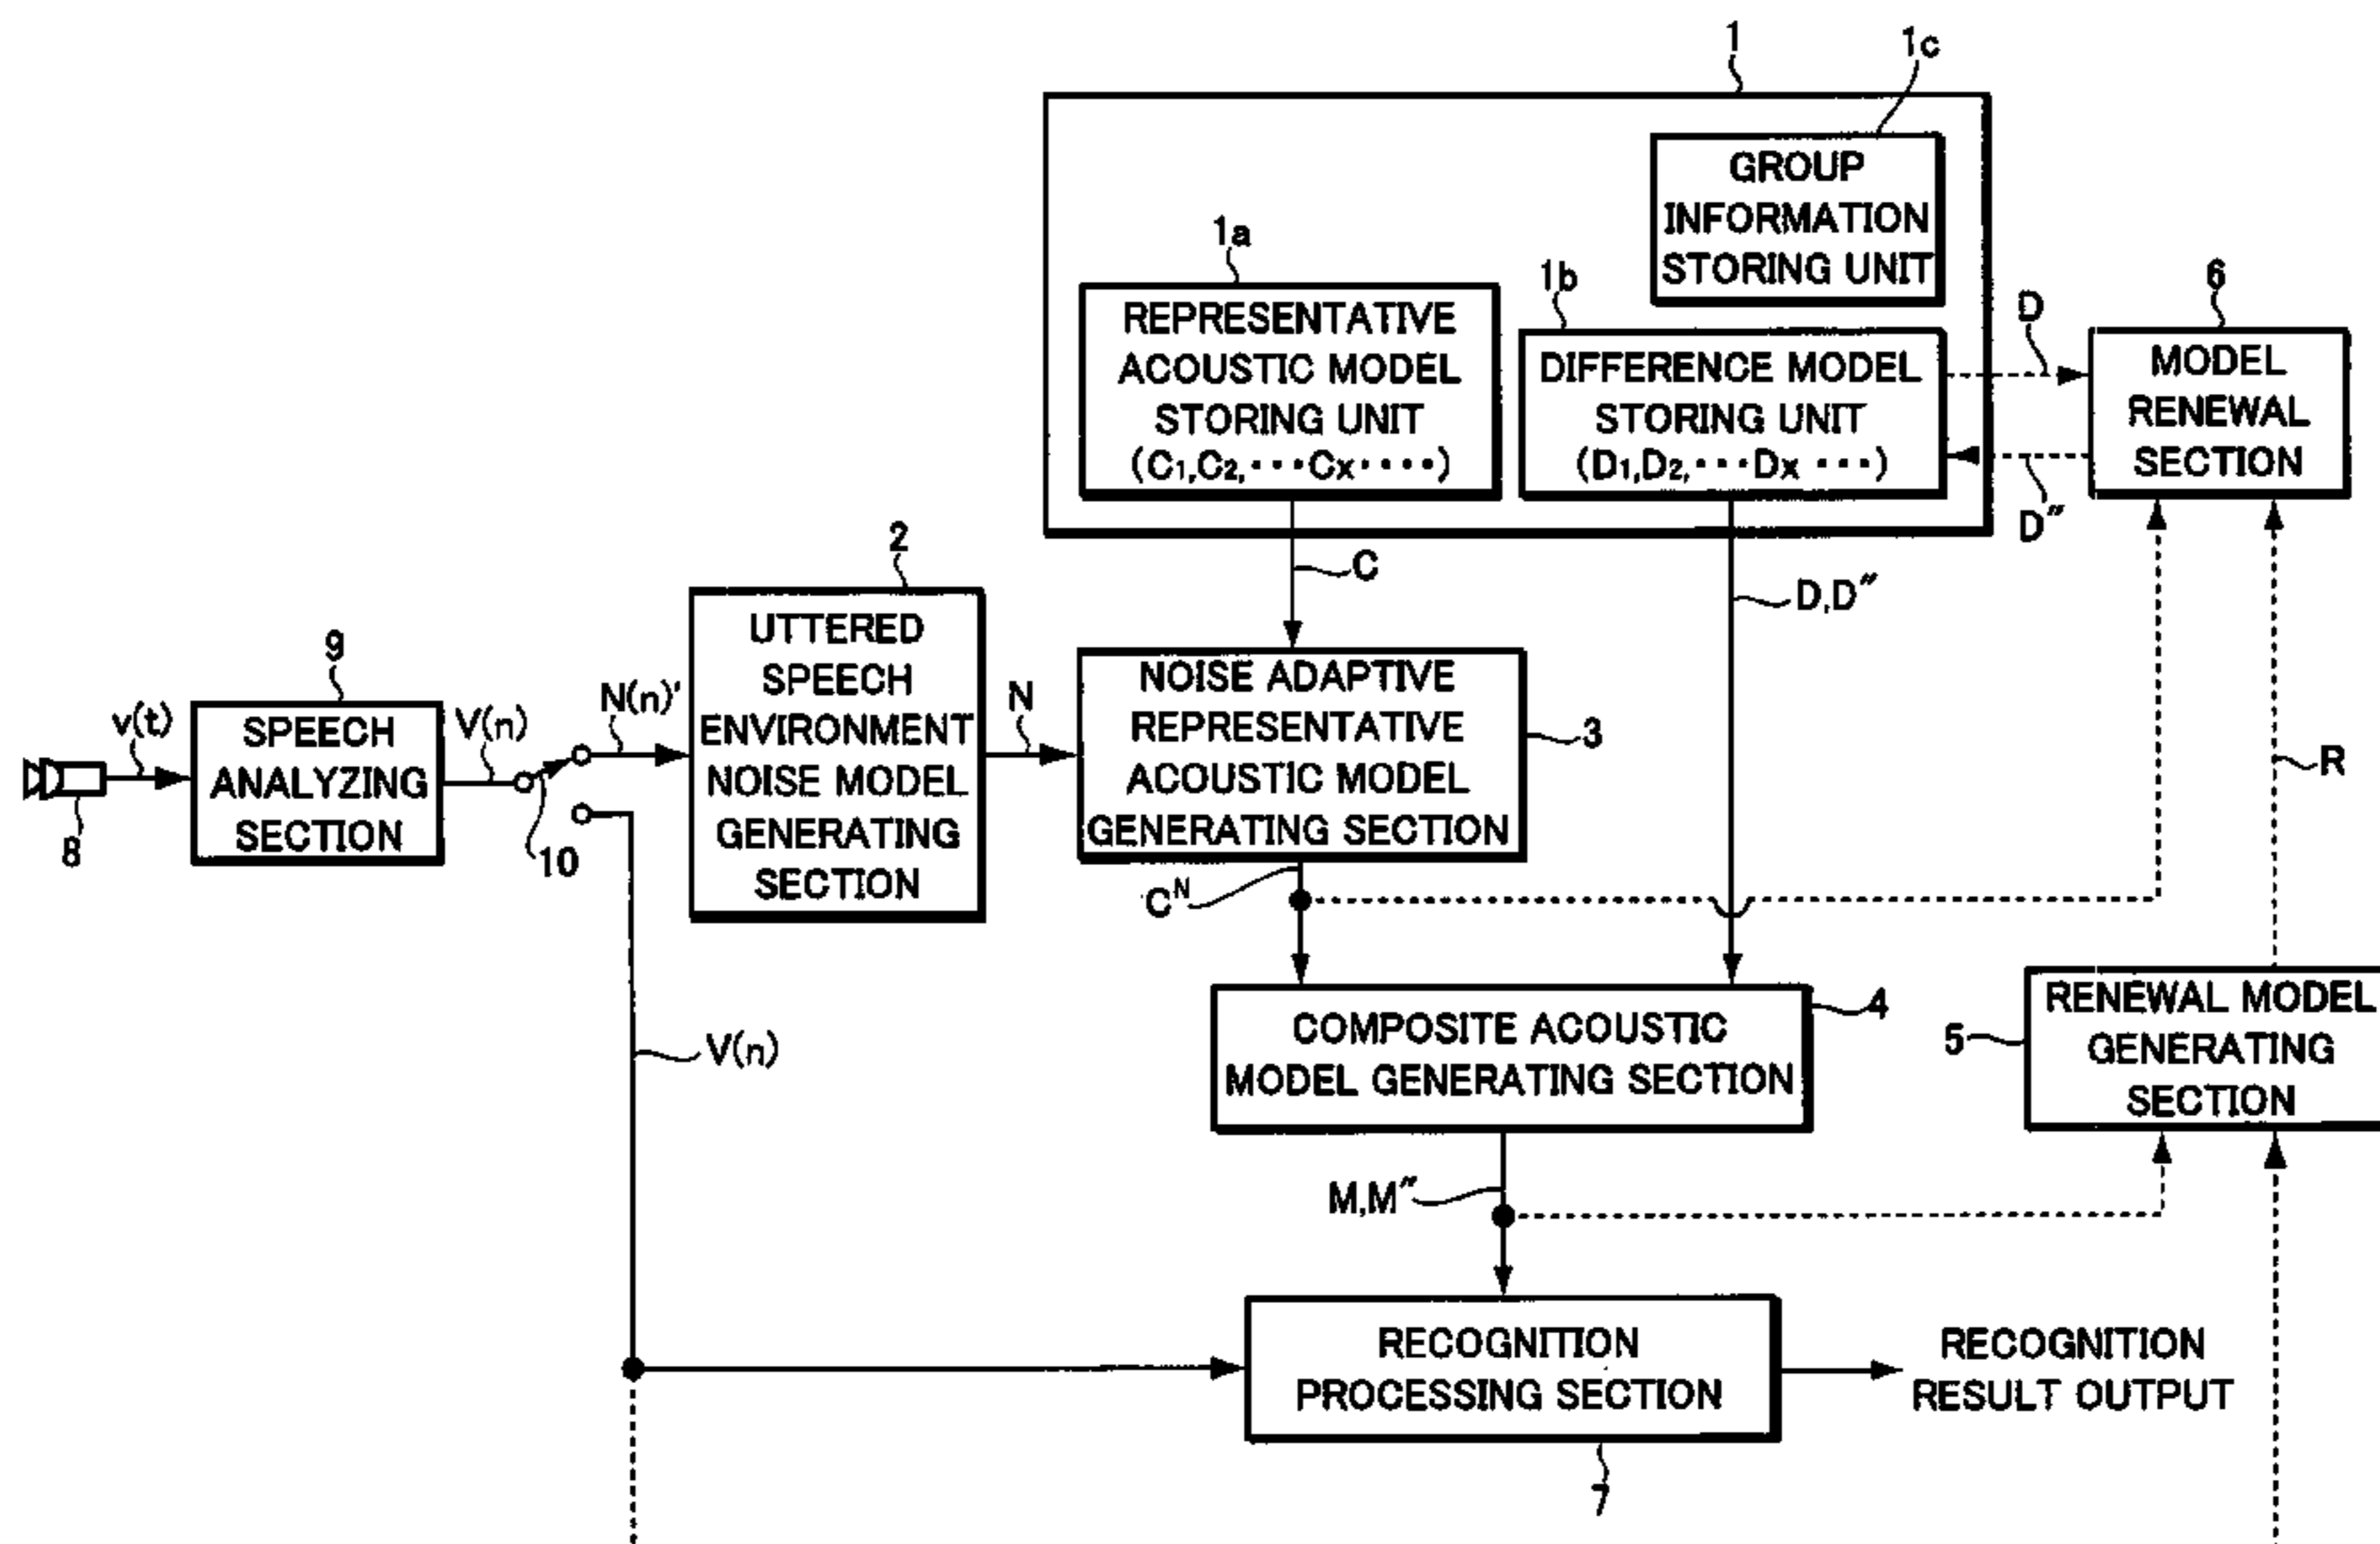 1
1c
GROUP
INFORMATION
STORING UNIT
1a
REPRESENTATIVE
ACOUSTIC MODEL
STORING UNIT
(C1,C2,···Cx····)
1b
DIFFERENCE MODEL
STORING UNIT
(D1,D2,···Dx ···)
D
D″
6
MODEL
RENEWAL
SECTION
C
D,D″
2
UTTERED
SPEECH
ENVIRONMENT
NOISE MODEL
GENERATING
SECTION
9
SPEECH
ANALYZING
SECTION
v(t)
8
V(n)
10
N(n)'
N
NOISE ADAPTIVE
REPRESENTATIVE
ACOUSTIC MODEL
GENERATING SECTION
3
R
C^N
V(n)
COMPOSITE ACOUSTIC
MODEL GENERATING SECTION
4
5
RENEWAL MODEL
GENERATING
SECTION
M,M″
RECOGNITION
PROCESSING SECTION
7
RECOGNITION
RESULT OUTPUT